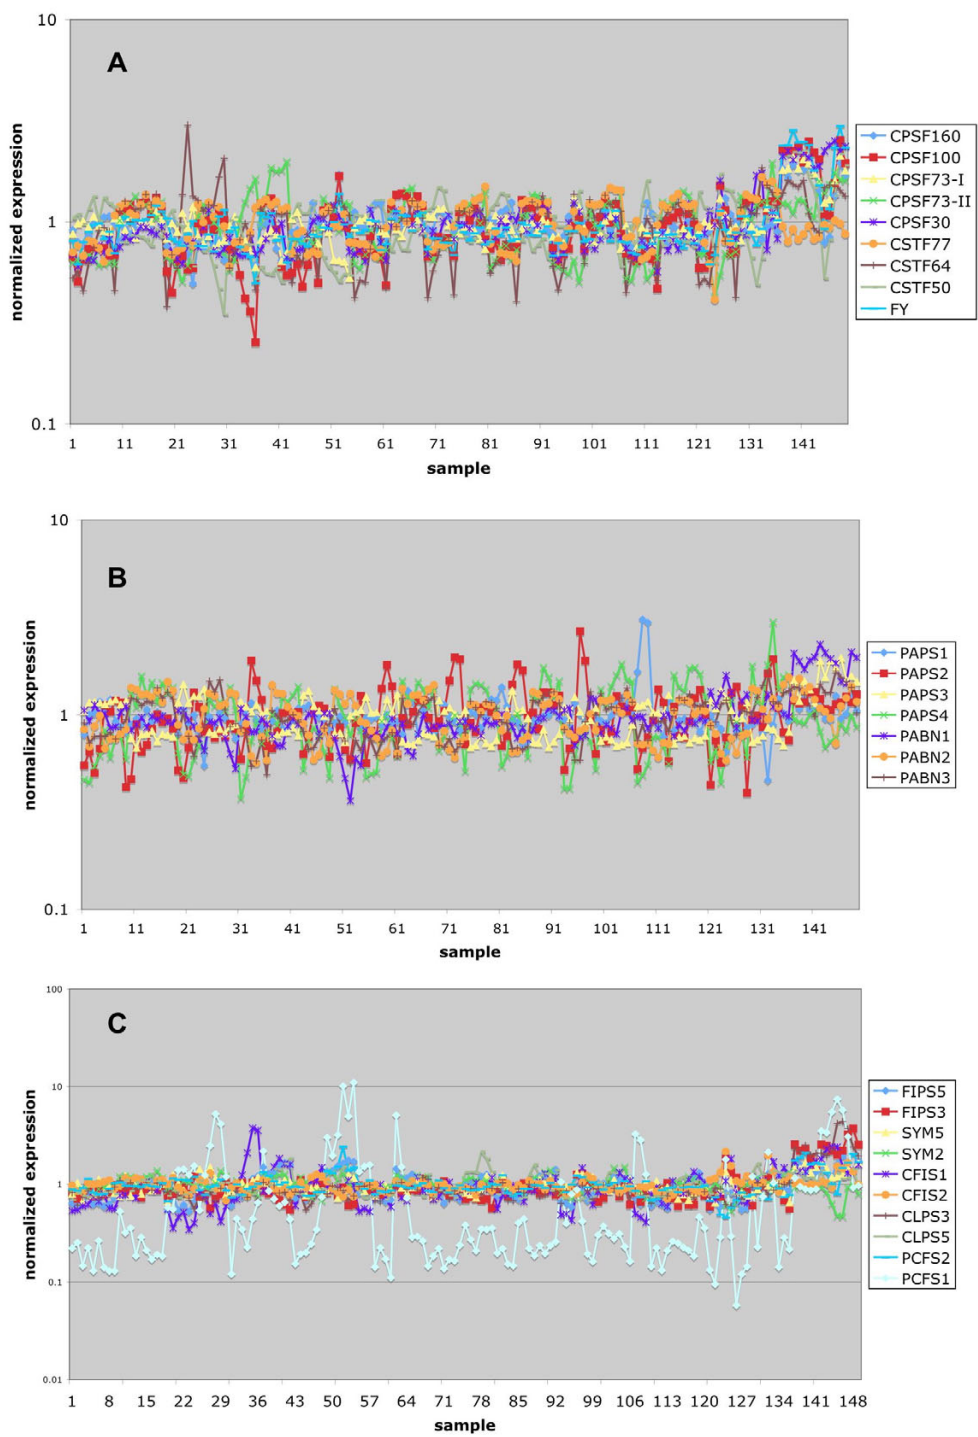 A
10
1
0.1
normalized expression
1 11 21 31 41 51 61 71 81 91 101 111 121 131 141
sample
CPSF160
CPSF100
CPSF73-I
CPSF73-II
CPSF30
CSTF77
CSTF64
CSTF50
FY
B
10
1
0.1
normalized expression
1 11 21 31 41 51 61 71 81 91 101 111 121 131 141
sample
PAPS1
PAPS2
PAPS3
PAPS4
PABN1
PABN2
PABN3
C
100
10
1
0.1
0.01
normalized expression
1 8 15 22 29 36 43 50 57 64 71 78 85 92 99 106 113 120 127 134 141 148
sample
FIPS5
FIPS3
SYM5
SYM2
CFIS1
CFIS2
CLPS3
CLPS5
PCFS2
PCFS1